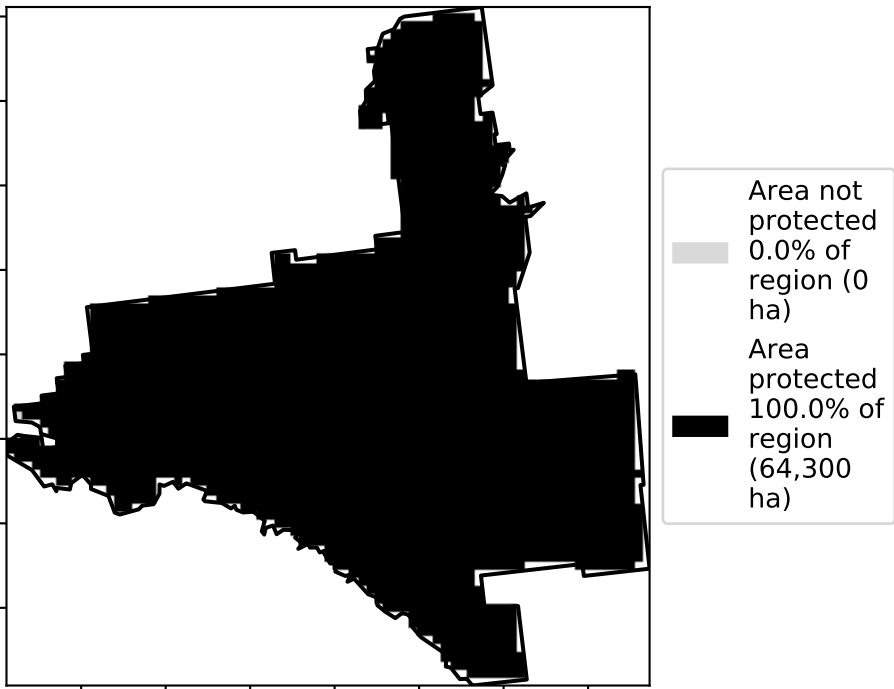 Area not
protected
0.0% of
region (0
ha)
Area
protected
100.0% of
region
(64,300
ha)